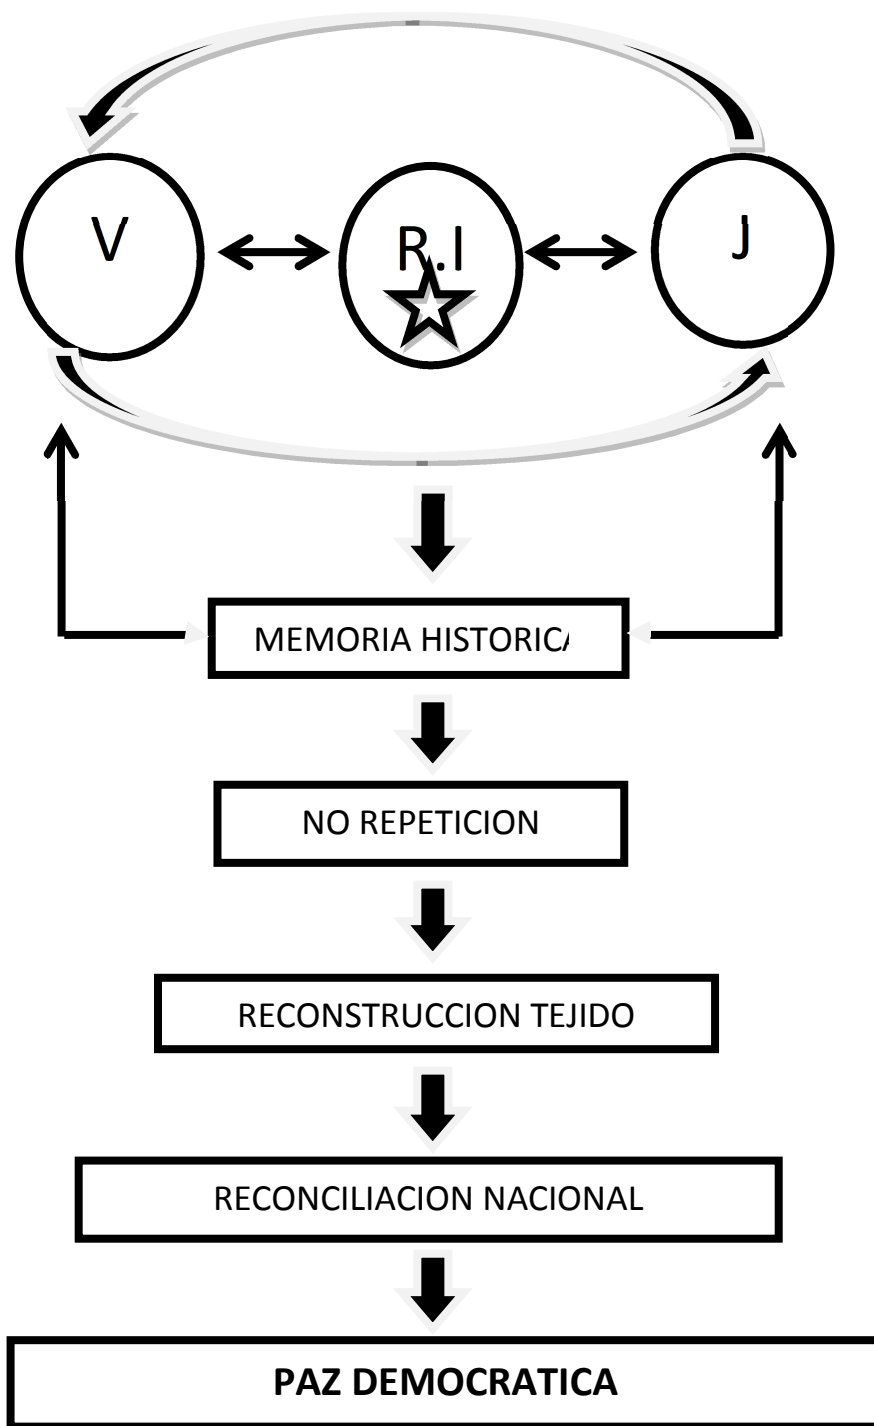 V
R.I
J
MEMORIA HISTORICA
NO REPETICION
RECONSTRUCCION TEJIDO
RECONCILIACION NACIONAL
PAZ DEMOCRATICA